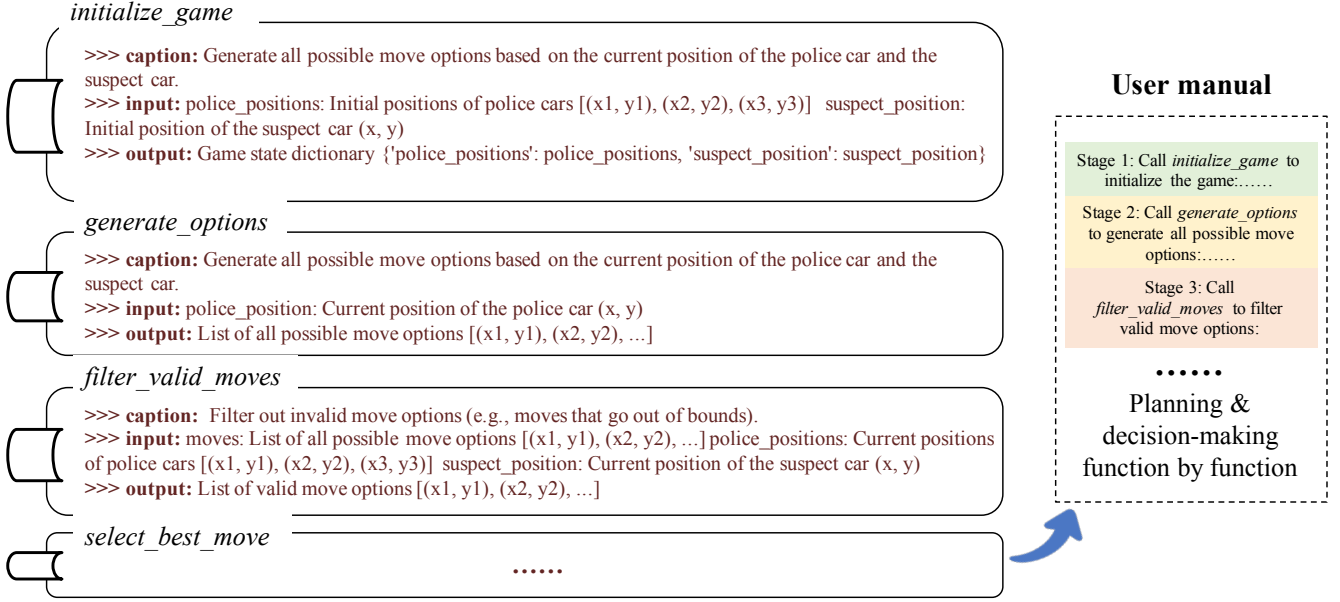 initialize_game
>>> caption: Generate all possible move options based on the current position of the police car and the
suspect car.
>>> input: police_positions: Initial positions of police cars [(x1, y1), (x2, y2), (x3, y3)] suspect_position:
Initial position of the suspect car (x, y)
>>> output: Game state dictionary {'police_positions': police_positions, 'suspect_position': suspect_position}
generate_options
>>> caption: Generate all possible move options based on the current position of the police car and the
suspect car.
>>> input: police_position: Current position of the police car (x, y)
>>> output: List of all possible move options [(x1, y1), (x2, y2), ...]
filter_valid_moves
>>> caption: Filter out invalid move options (e.g., moves that go out of bounds).
>>> input: moves: List of all possible move options [(x1, y1), (x2, y2), ...] police_positions: Current positions
of police cars [(x1, y1), (x2, y2), (x3, y3)] suspect_position: Current position of the suspect car (x, y)
>>> output: List of valid move options [(x1, y1), (x2, y2), ...]
select_best_move
......
User manual
Stage 1: Call initialize_game to
initialize the game:......
Stage 2: Call generate_options
to generate all possible move
options:......
Stage 3: Call
filter_valid_moves to filter
valid move options:
......
Planning &
decision-making
function by function